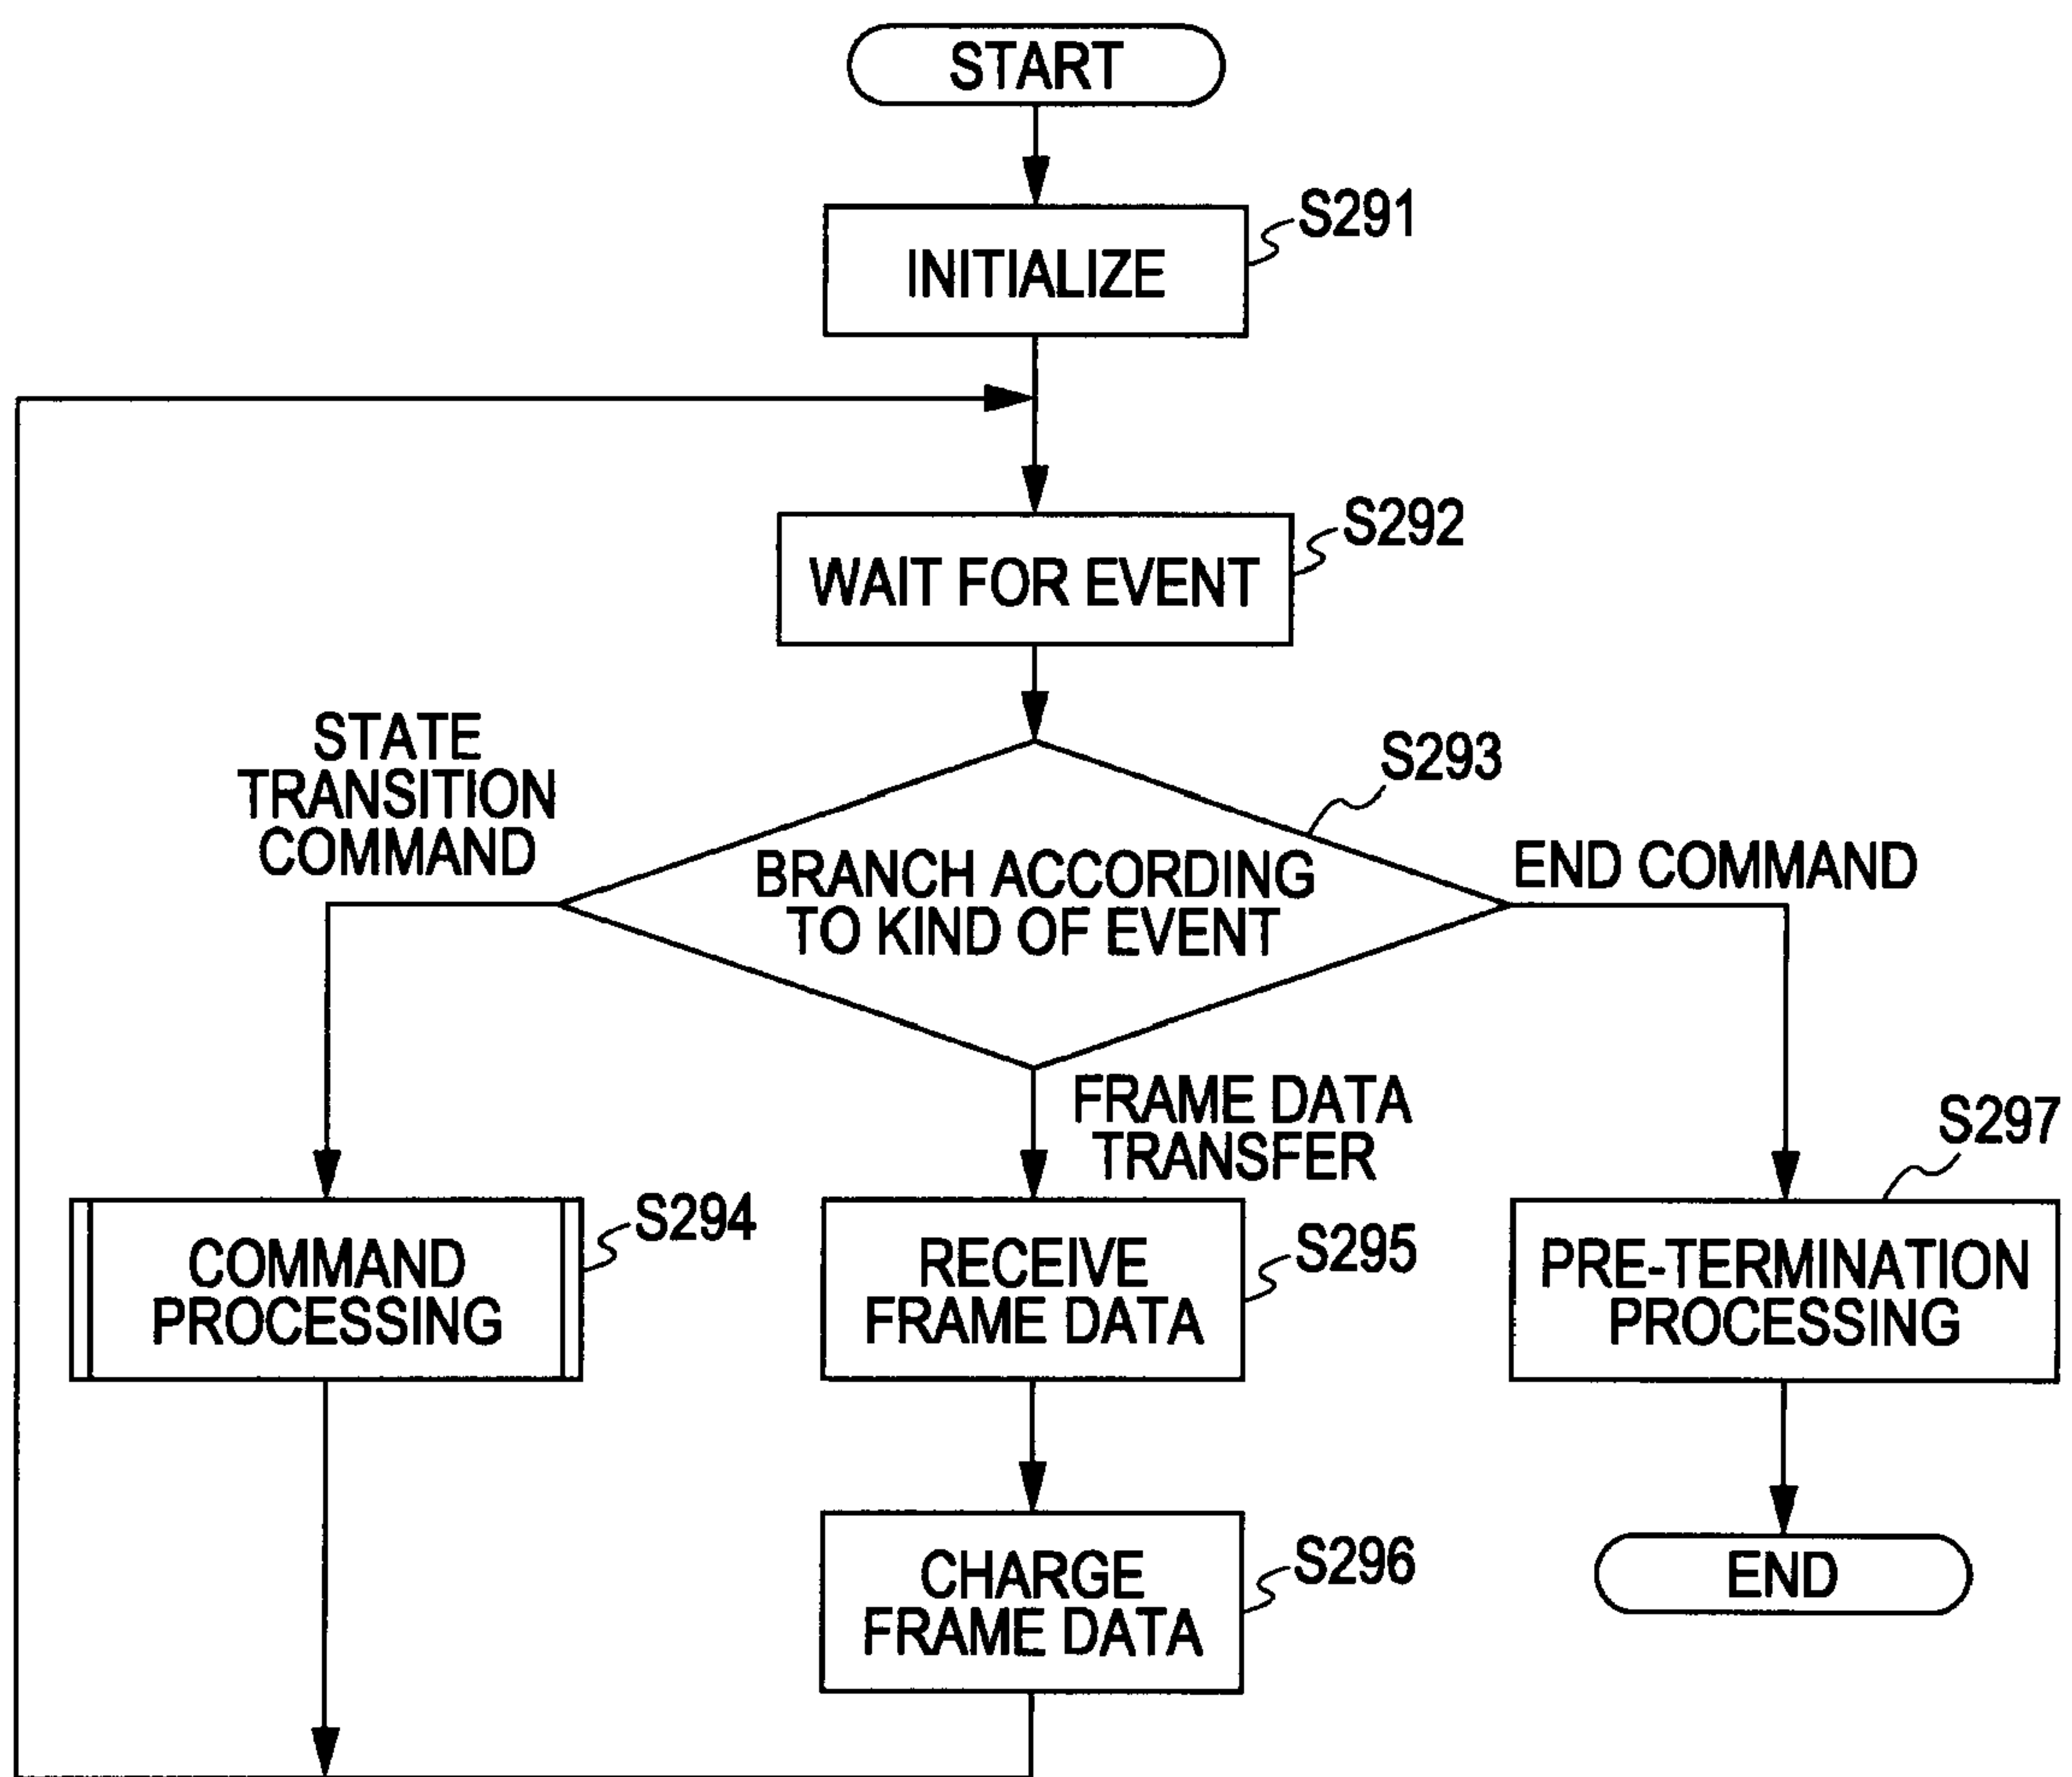 START
S291
INITIALIZE
S292
WAIT FOR EVENT
STATE
TRANSITION
COMMAND
S293
BRANCH ACCORDING
TO KIND OF EVENT
END COMMAND
FRAME DATA
TRANSFER
S294
COMMAND
PROCESSING
S295
RECEIVE
FRAME DATA
S297
PRE-TERMINATION
PROCESSING
S296
CHARGE
FRAME DATA
END